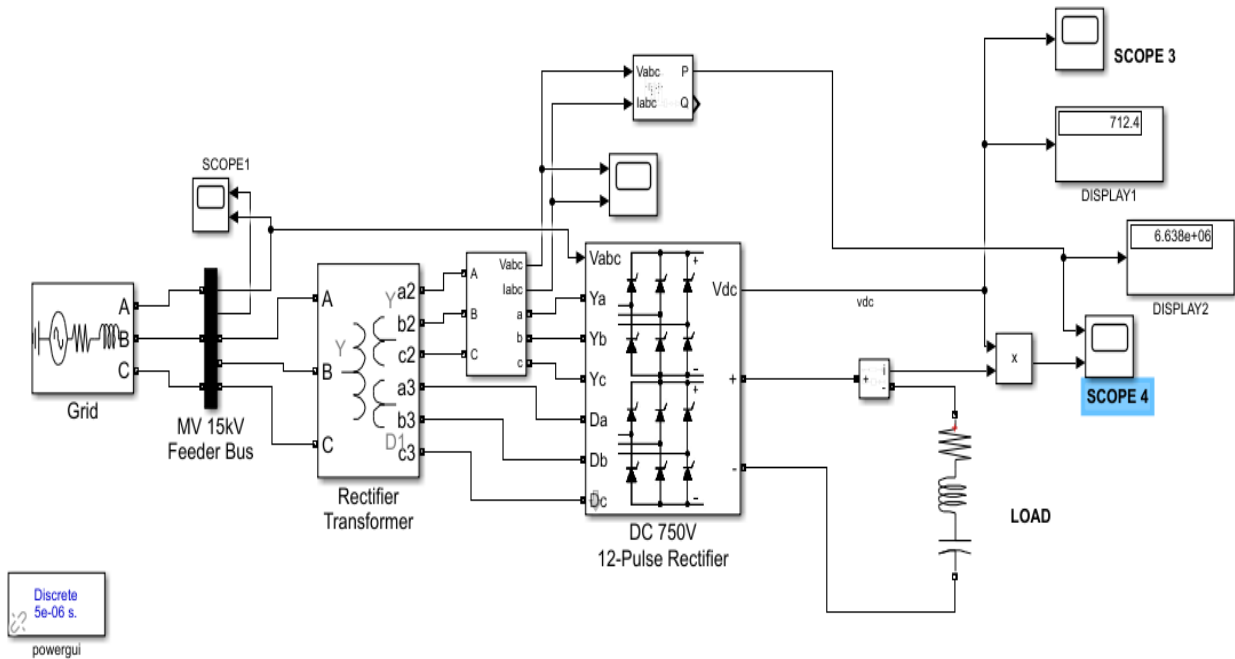 SCOPE 3
Vabc
P
Iabc
Q
712.4
DISPLAY1
SCOPE1
6.638e+06
DISPLAY2
Vabc
Iabc
A
B
C
a
b
c
A
B
C
Grid
MV 15kV
Feeder Bus
A
B
C
Y
Y
D1
a2
b2
c2
a3
b3
c3
Rectifier
Transformer
Vabc
Ya
Yb
Yc
Da
Db
Dc
+
-
+
-
Vdc
+
-
DC 750V
12-Pulse Rectifier
vdc
+
i
-
x
SCOPE 4
LOAD
Discrete
5e-06 s.
powergui